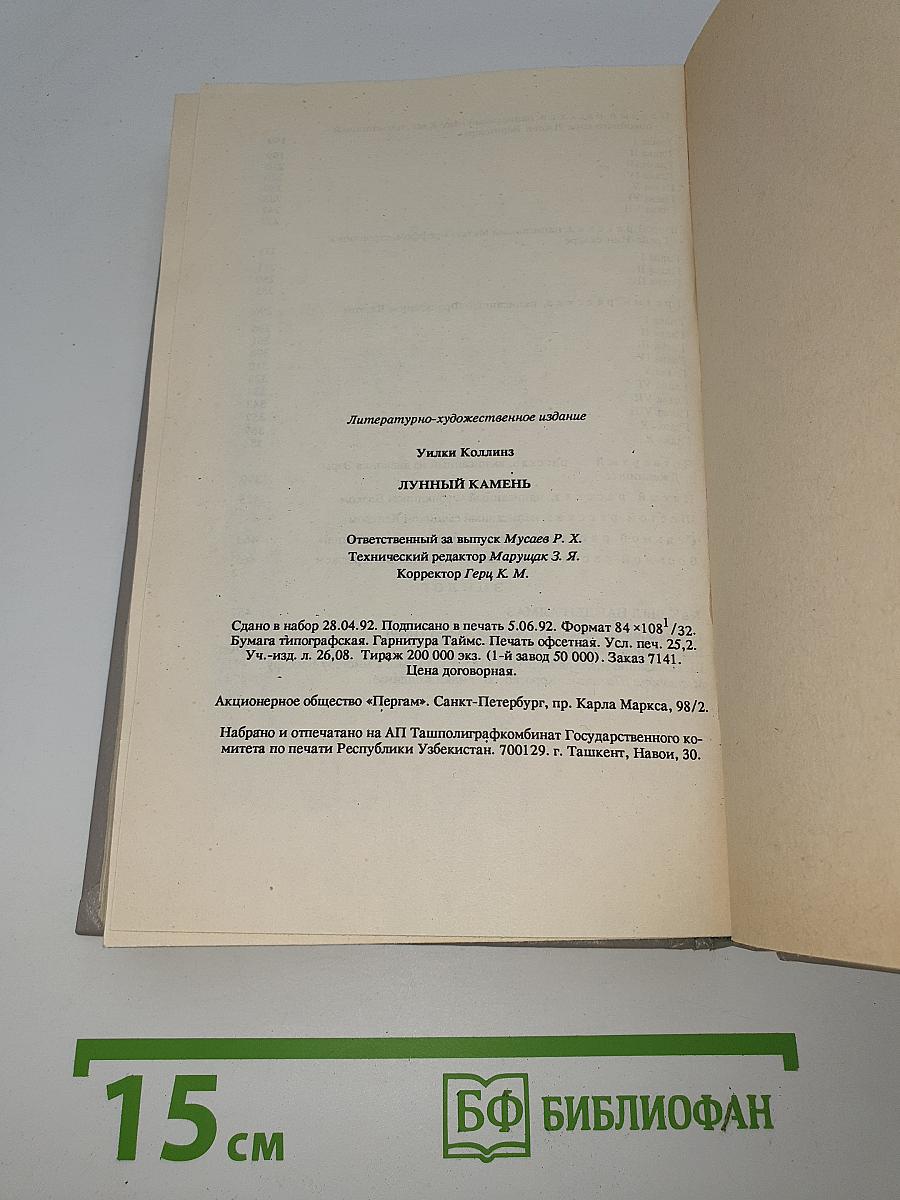 Литературно-художественное издание
Уилки Коллинз
ЛУННЫЙ КАМЕНЬ
Ответственный за выпуск Мусаев Р. Х.
Технический редактор Марущак З. Я.
Корректор Герц К. М.
Сдано в набор 28.04.92. Подписано в печать 5.06.92. Формат 84 ×108¹/32.
Бумага типографская. Гарнитура Таймс. Печать офсетная. Усл. печ. 25,2.
Уч.-изд. л. 26,08. Тираж 200 000 экз. (1-й завод 50 000). Заказ 7141.
Цена договорная.
Акционерное общество «Пергам». Санкт-Петербург, пр. Карла Маркса, 98/2.
Набрано и отпечатано на АП Ташполиграфкомбинат Государственного ко-
митета по печати Республики Узбекистан. 700129. г. Ташкент, Навои, 30.
15 см
БФ БИБЛИОФАН